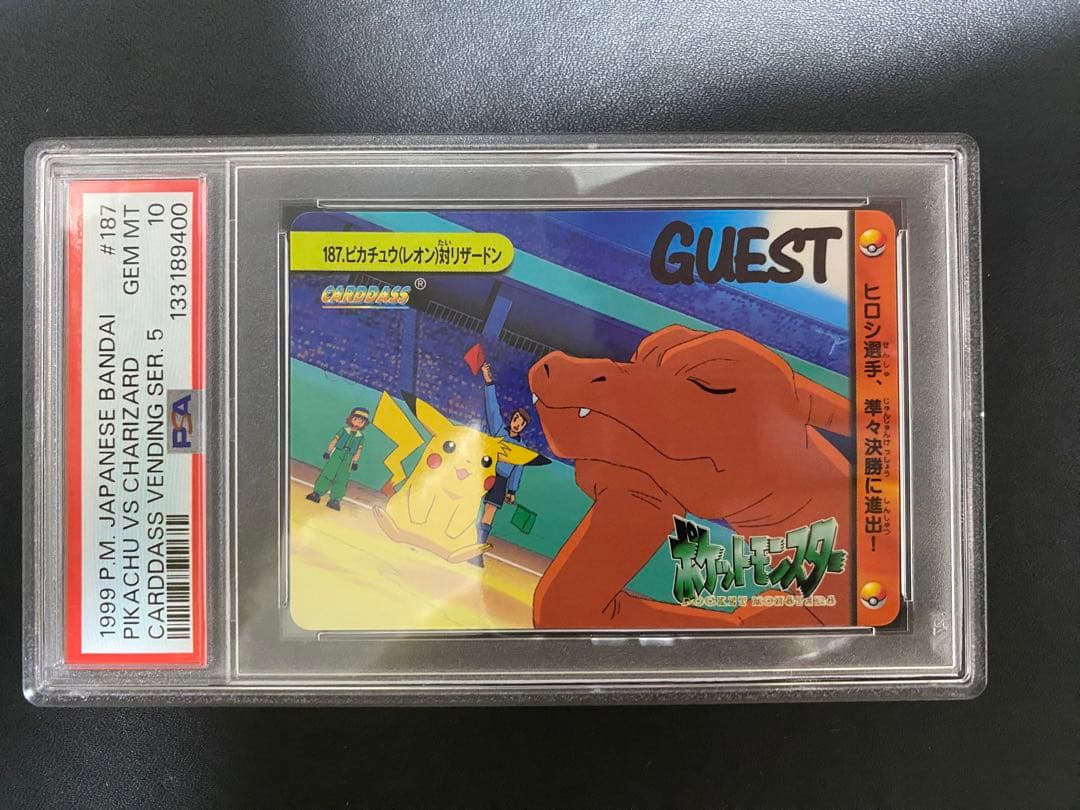 1999 P.M. JAPANESE BANDAI #187
PIKACHU VS CHARIZARD GEM MT
CARDDASS VENDING SER. 5 10
PSA 133189400
187.ピカチュウ(レオン)対リザードン
たい
CARDDASS®
GUEST
ヒロシ選手、準々決勝に進出!
せんしゅ じゅんじゅんけっしょう しんしゅつ
ポケットモンスター
POCKET MONSTERS